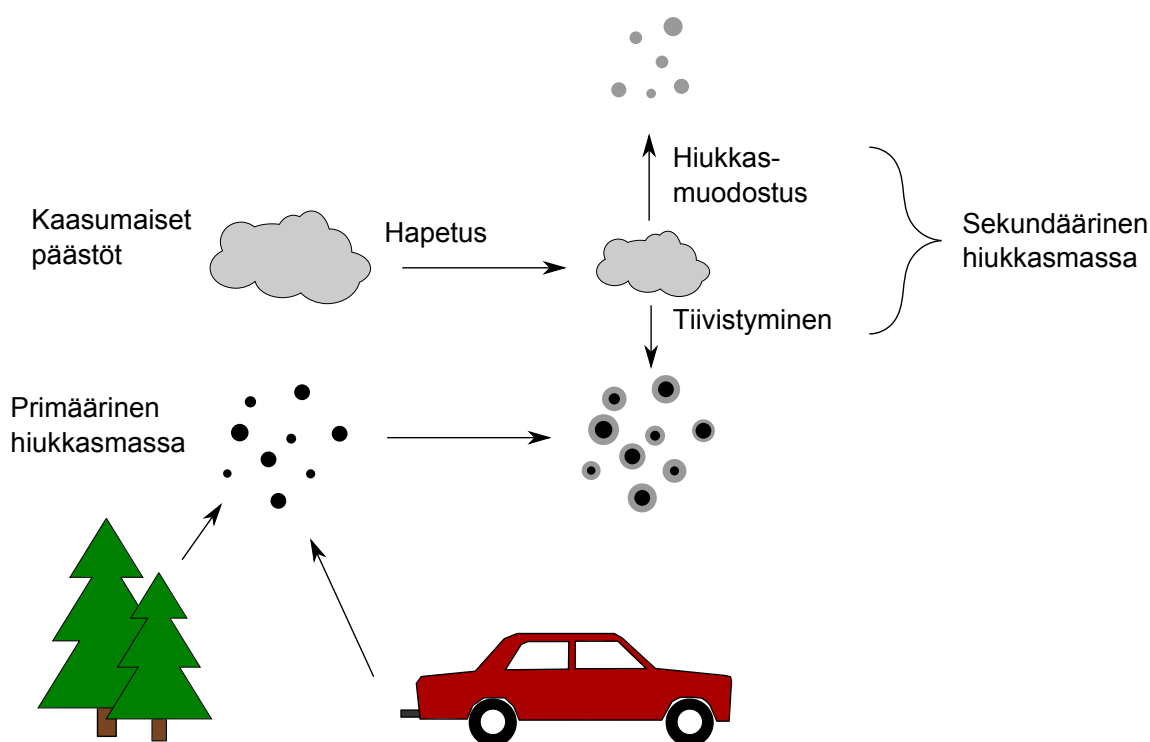 Hiukkas-
muodostus
Kaasumaiset
päästöt
Hapetus
Sekundäärinen
hiukkasmassa
Tiivistyminen
Primäärinen
hiukkasmassa